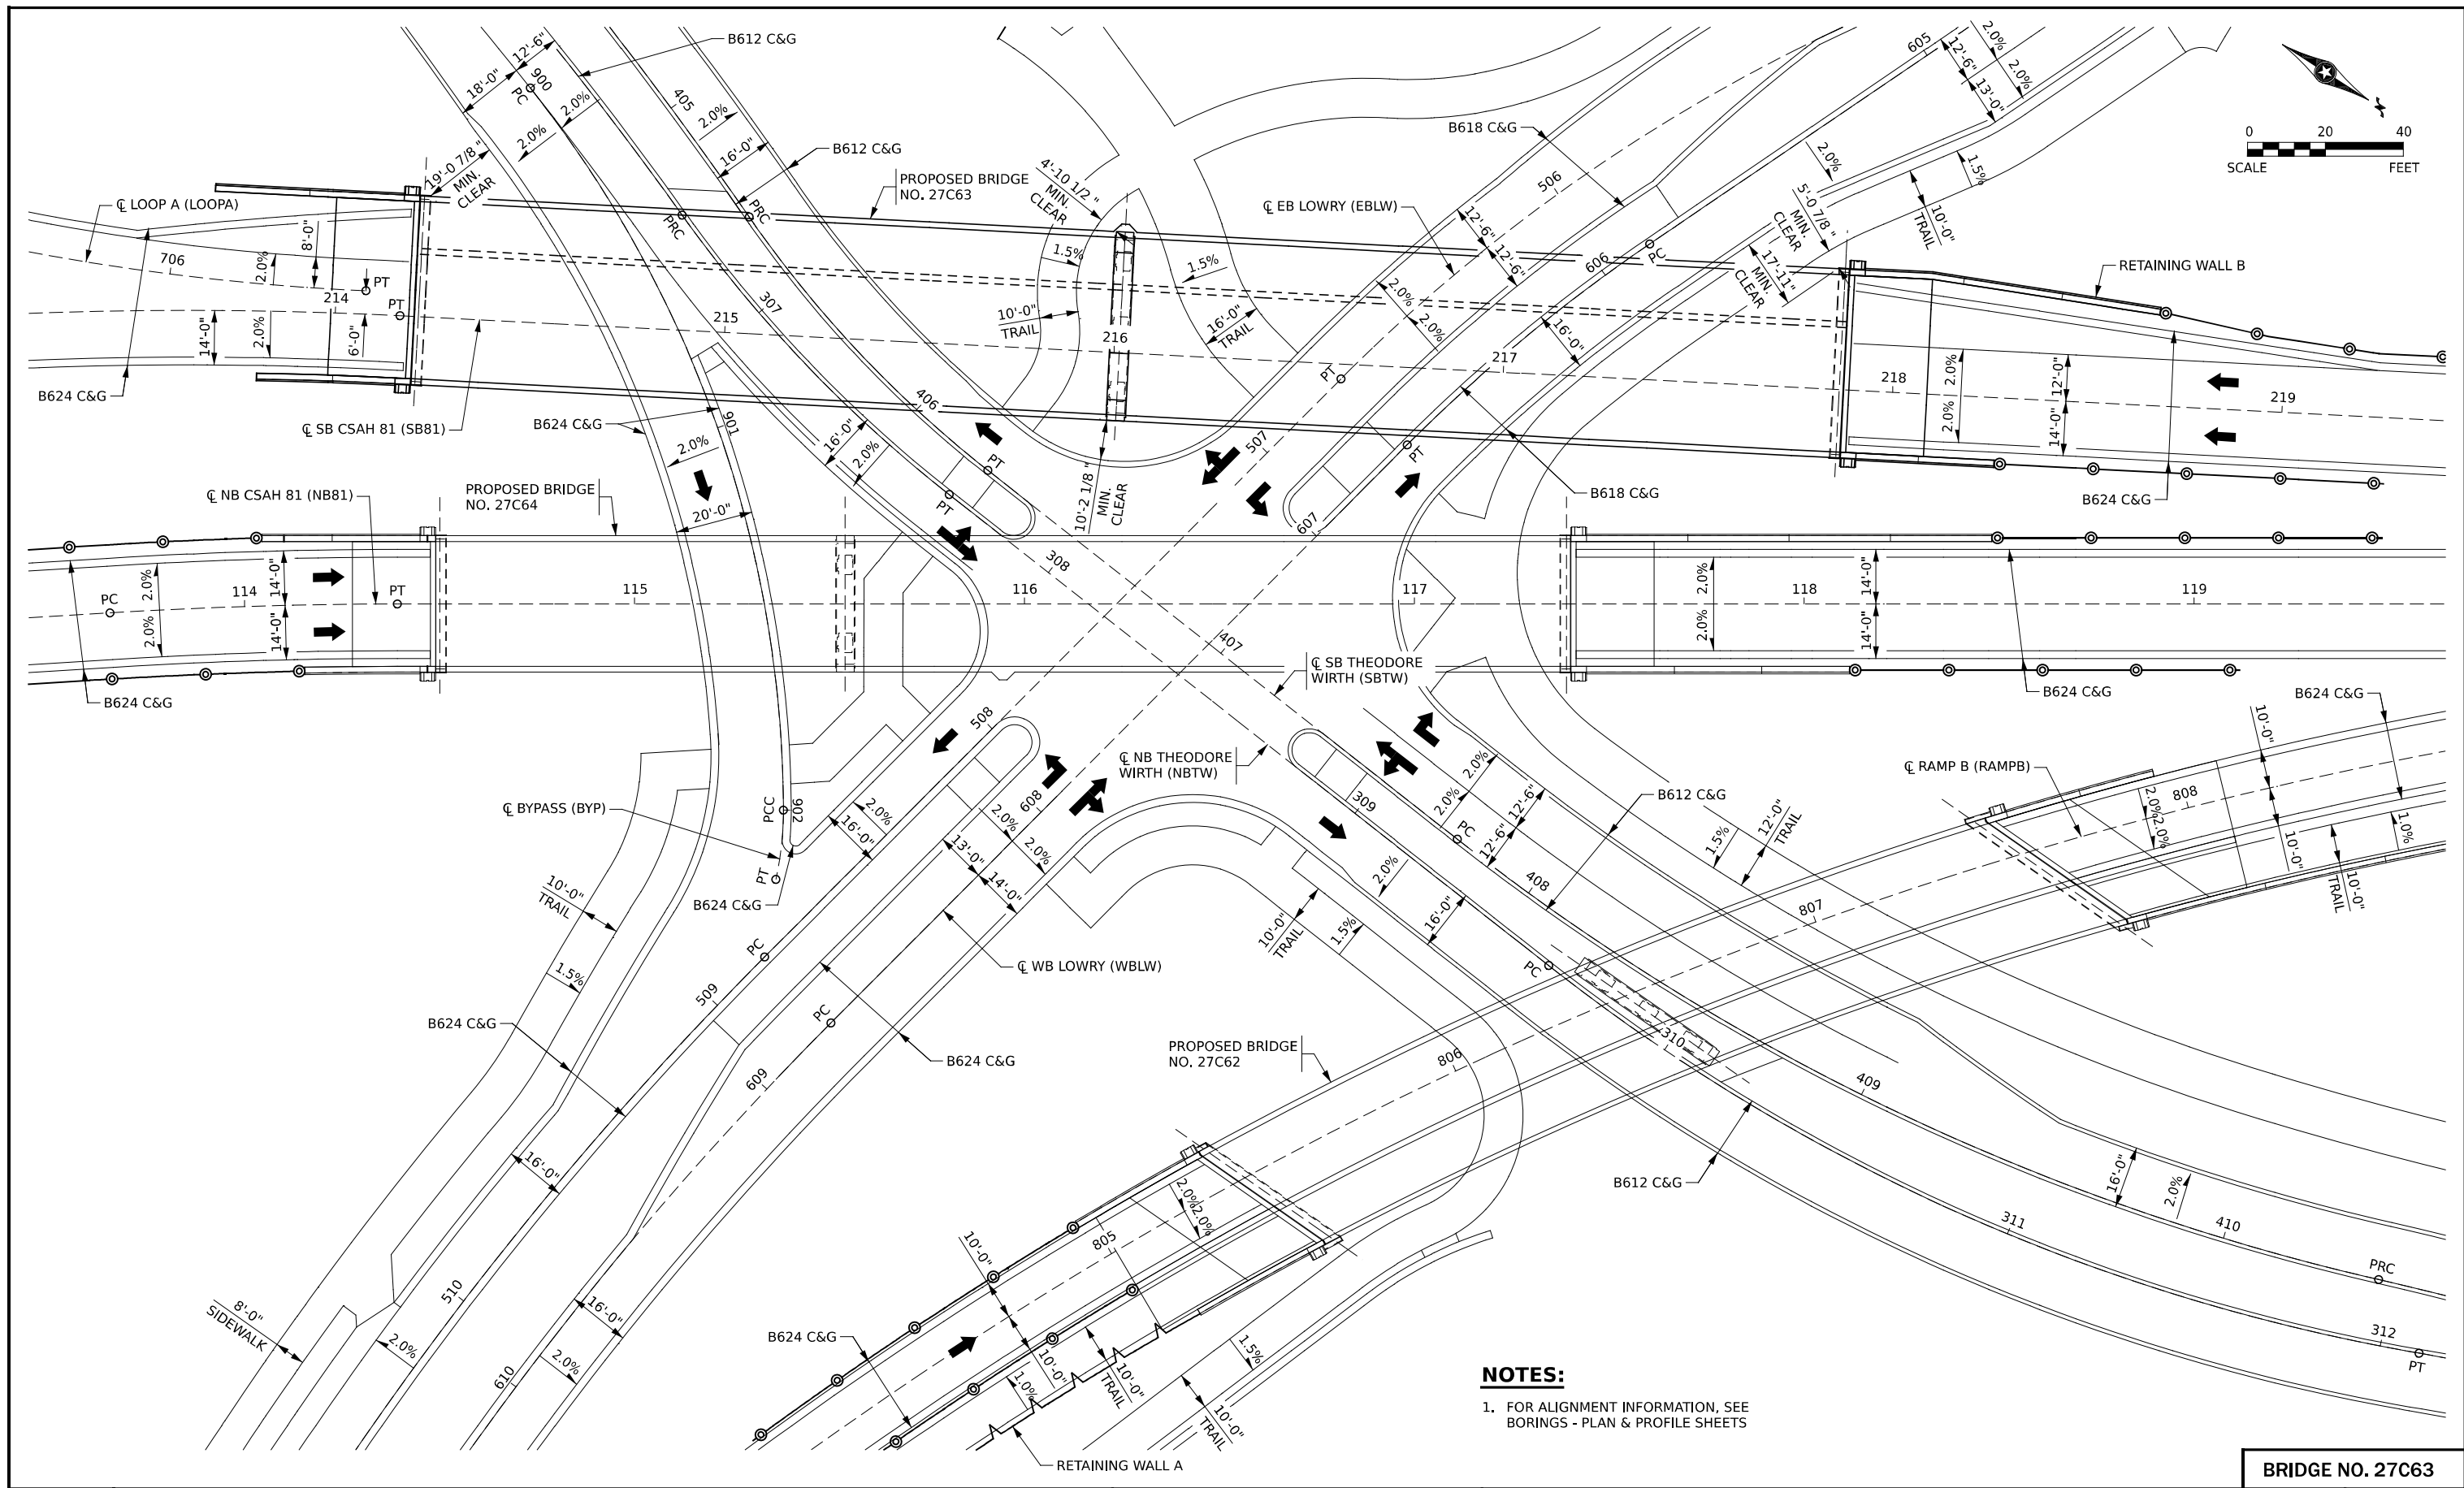 B612 C&G
12'-6"
18'-0"
900
PC
2.0%
2.0%
405
2.0%
16'-0"
B612 C&G
19'-0 7/8 "
MIN.
CLEAR
PROPOSED BRIDGE
NO. 27C63
4'-10 1/2 "
MIN.
CLEAR
B618 C&G
605
12'-6"
13'-0"
2.0%
2.0%
0 20 40
SCALE FEET
℄ LOOP A (LOOPA)
706
8'-0"
2.0%
PT
214
PT
14'-0"
2.0%
6'-0"
B624 C&G
℄ SB CSAH 81 (SB81)
PRC
PRC
307
215
1.5%
1.5%
10'-0"
TRAIL
16'-0"
TRAIL
216
℄ EB LOWRY (EBLW)
506
12'-6"
12'-6"
2.0%
2.0%
606
PC
16'-0"
217
PT
2.0%
1.5%
5'-0 7/8 "
MIN.
CLEAR
17'-11"
MIN.
CLEAR
10'-0"
TRAIL
RETAINING WALL B
218
2.0%
2.0%
12'-0"
14'-0"
219
B624 C&G
B624 C&G
901
2.0%
406
16'-0"
2.0%
PT
PT
10'-2 1/8 "
MIN.
CLEAR
507
607
PT
B618 C&G
℄ NB CSAH 81 (NB81)
PROPOSED BRIDGE
NO. 27C64
20'-0"
PC
114
2.0%
2.0%
14'-0"
14'-0"
PT
115
116
308
407
117
2.0%
2.0%
118
14'-0"
14'-0"
119
B624 C&G
℄ SB THEODORE
WIRTH (SBTW)
B624 C&G
B624 C&G
508
℄ NB THEODORE
WIRTH (NBTW)
℄ BYPASS (BYP)
PCC
902
PT
B624 C&G
2.0%
16'-0"
608
2.0%
2.0%
13'-0"
14'-0"
309
2.0%
2.0%
PC
12'-6"
12'-6"
B612 C&G
1.5%
12'-0"
TRAIL
℄ RAMP B (RAMPB)
10'-0"
10'-0"
808
2.0%
2.0%
1.0%
10'-0"
TRAIL
10'-0"
TRAIL
1.5%
PC
509
℄ WB LOWRY (WBLW)
PC
10'-0"
TRAIL
1.5%
2.0%
16'-0"
408
PC
807
B624 C&G
B624 C&G
609
PROPOSED BRIDGE
NO. 27C62
806
310
409
16'-0"
510
8'-0"
SIDEWALK
2.0%
16'-0"
610
2.0%
2.0%
2.0%
805
10'-0"
10'-0"
B624 C&G
1.0%
10'-0"
TRAIL
1.5%
10'-0"
TRAIL
RETAINING WALL A
B612 C&G
16'-0"
2.0%
311
410
PRC
312
PT
NOTES:
1. FOR ALIGNMENT INFORMATION, SEE
BORINGS - PLAN & PROFILE SHEETS
BRIDGE NO. 27C63